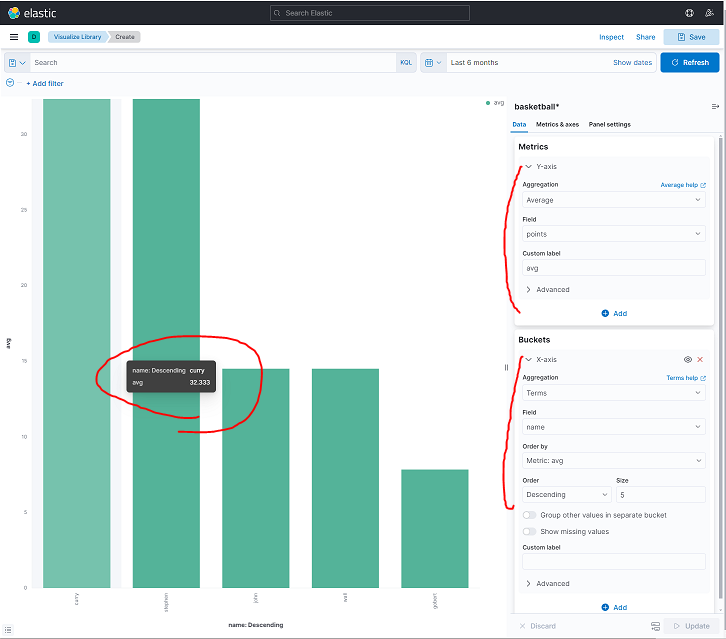 elastic
Search Elastic
D
Visualize Library
Create
Inspect
Share
Save
Search
KQL
Last 6 months
Show dates
Refresh
+ Add filter
avg
30
25
20
15
10
5
0
avg
name: Descending curry
avg 32.333
curry
stephen
john
wall
gobert
name: Descending
basketball*
Data
Metrics & axes
Panel settings
Metrics
Y-axis
Aggregation
Average help
Average
Field
points
Custom label
avg
Advanced
Add
Buckets
X-axis
Aggregation
Terms help
Terms
Field
name
Order by
Metric: avg
Order
Size
Descending
5
Group other values in separate bucket
Show missing values
Custom label
Advanced
Add
Discard
Update